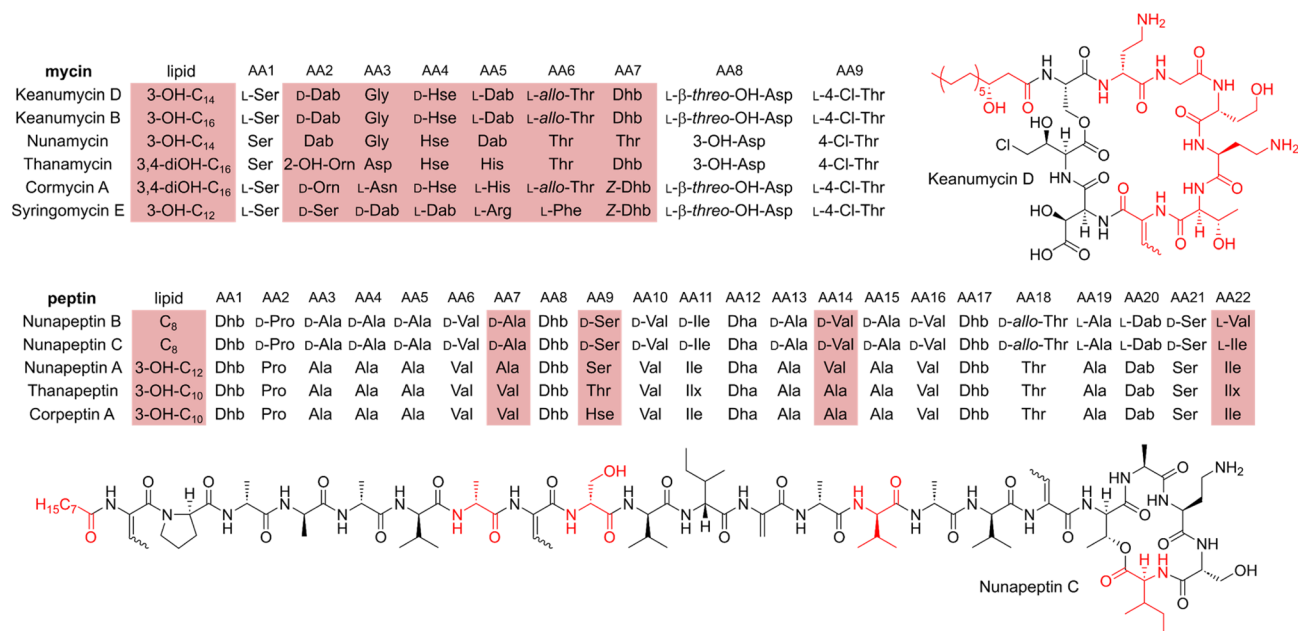 mycin lipid AA1 AA2 AA3 AA4 AA5 AA6 AA7 AA8 AA9
Keanumycin D 3-OH-C14 L-Ser D-Dab Gly D-Hse L-Dab L-allo-Thr Dhb L-β-threo-OH-Asp L-4-Cl-Thr
Keanumycin B 3-OH-C16 L-Ser D-Dab Gly D-Hse L-Dab L-allo-Thr Dhb L-β-threo-OH-Asp L-4-Cl-Thr
Nunamycin 3-OH-C14 Ser Dab Gly Hse Dab Thr Thr 3-OH-Asp 4-Cl-Thr
Thanamycin 3,4-diOH-C16 Ser 2-OH-Orn Asp Hse His Thr Dhb 3-OH-Asp 4-Cl-Thr
Cormycin A 3,4-diOH-C16 L-Ser D-Orn L-Asn D-Hse L-His L-allo-Thr Z-Dhb L-β-threo-OH-Asp L-4-Cl-Thr
Syringomycin E 3-OH-C12 L-Ser D-Ser D-Dab L-Dab L-Arg L-Phe Z-Dhb L-β-threo-OH-Asp L-4-Cl-Thr
NH2
O
H
N
O
H
N
O
5
OH
O
N
H
O
N
H
O
OH
HN
O
O
O
HO
H
Cl
NH
NH2
HN
O
Keanumycin D
NH
HO
H
O
H
N
O
H
N
HO
O
N
H
O
O
OH
peptin lipid AA1 AA2 AA3 AA4 AA5 AA6 AA7 AA8 AA9 AA10 AA11 AA12 AA13 AA14 AA15 AA16 AA17 AA18 AA19 AA20 AA21 AA22
Nunapeptin B C8 Dhb D-Pro D-Ala D-Ala D-Ala D-Val D-Ala Dhb D-Ser D-Val D-Ile Dha D-Ala D-Val D-Ala D-Val Dhb D-allo-Thr L-Ala L-Dab D-Ser L-Val
Nunapeptin C C8 Dhb D-Pro D-Ala D-Ala D-Ala D-Val D-Ala Dhb D-Ser D-Val D-Ile Dha D-Ala D-Val D-Ala D-Val Dhb D-allo-Thr L-Ala L-Dab D-Ser L-Ile
Nunapeptin A 3-OH-C12 Dhb Pro Ala Ala Ala Val Ala Dhb Ser Val Ile Dha Ala Val Ala Val Dhb Thr Ala Dab Ser Ile
Thanapeptin 3-OH-C10 Dhb Pro Ala Ala Ala Val Val Dhb Thr Val Ilx Dha Ala Ala Ala Val Dhb Thr Ala Dab Ser Ilx
Corpeptin A 3-OH-C10 Dhb Pro Ala Ala Ala Val Val Dhb Hse Val Ile Dha Ala Ala Ala Val Dhb Thr Ala Dab Ser Ile
H15C7
O
H
N
O
N
H
O
N
H
O
H
N
O
N
H
O
H
N
O
N
H
O
H
N
O
N
H
OH
O
H
N
O
N
H
H
O
H
N
O
N
H
O
H
N
O
N
H
O
H
N
O
N
H
O
H
N
H
O
HN
O
HN
NH2
O
NH
O
O
H
HN
O
OH
Nunapeptin C